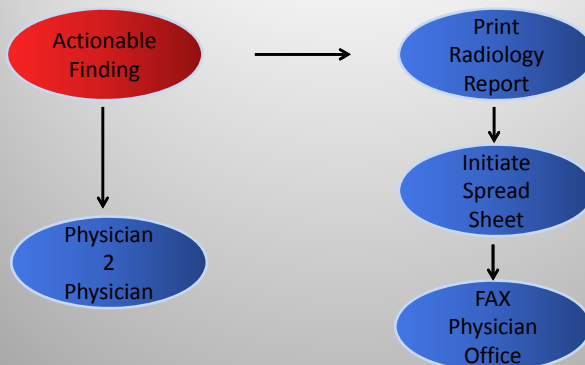 Actionable
Finding
Print
Radiology
Report
Initiate
Spread
Sheet
Physician
2
Physician
FAX
Physician
Office